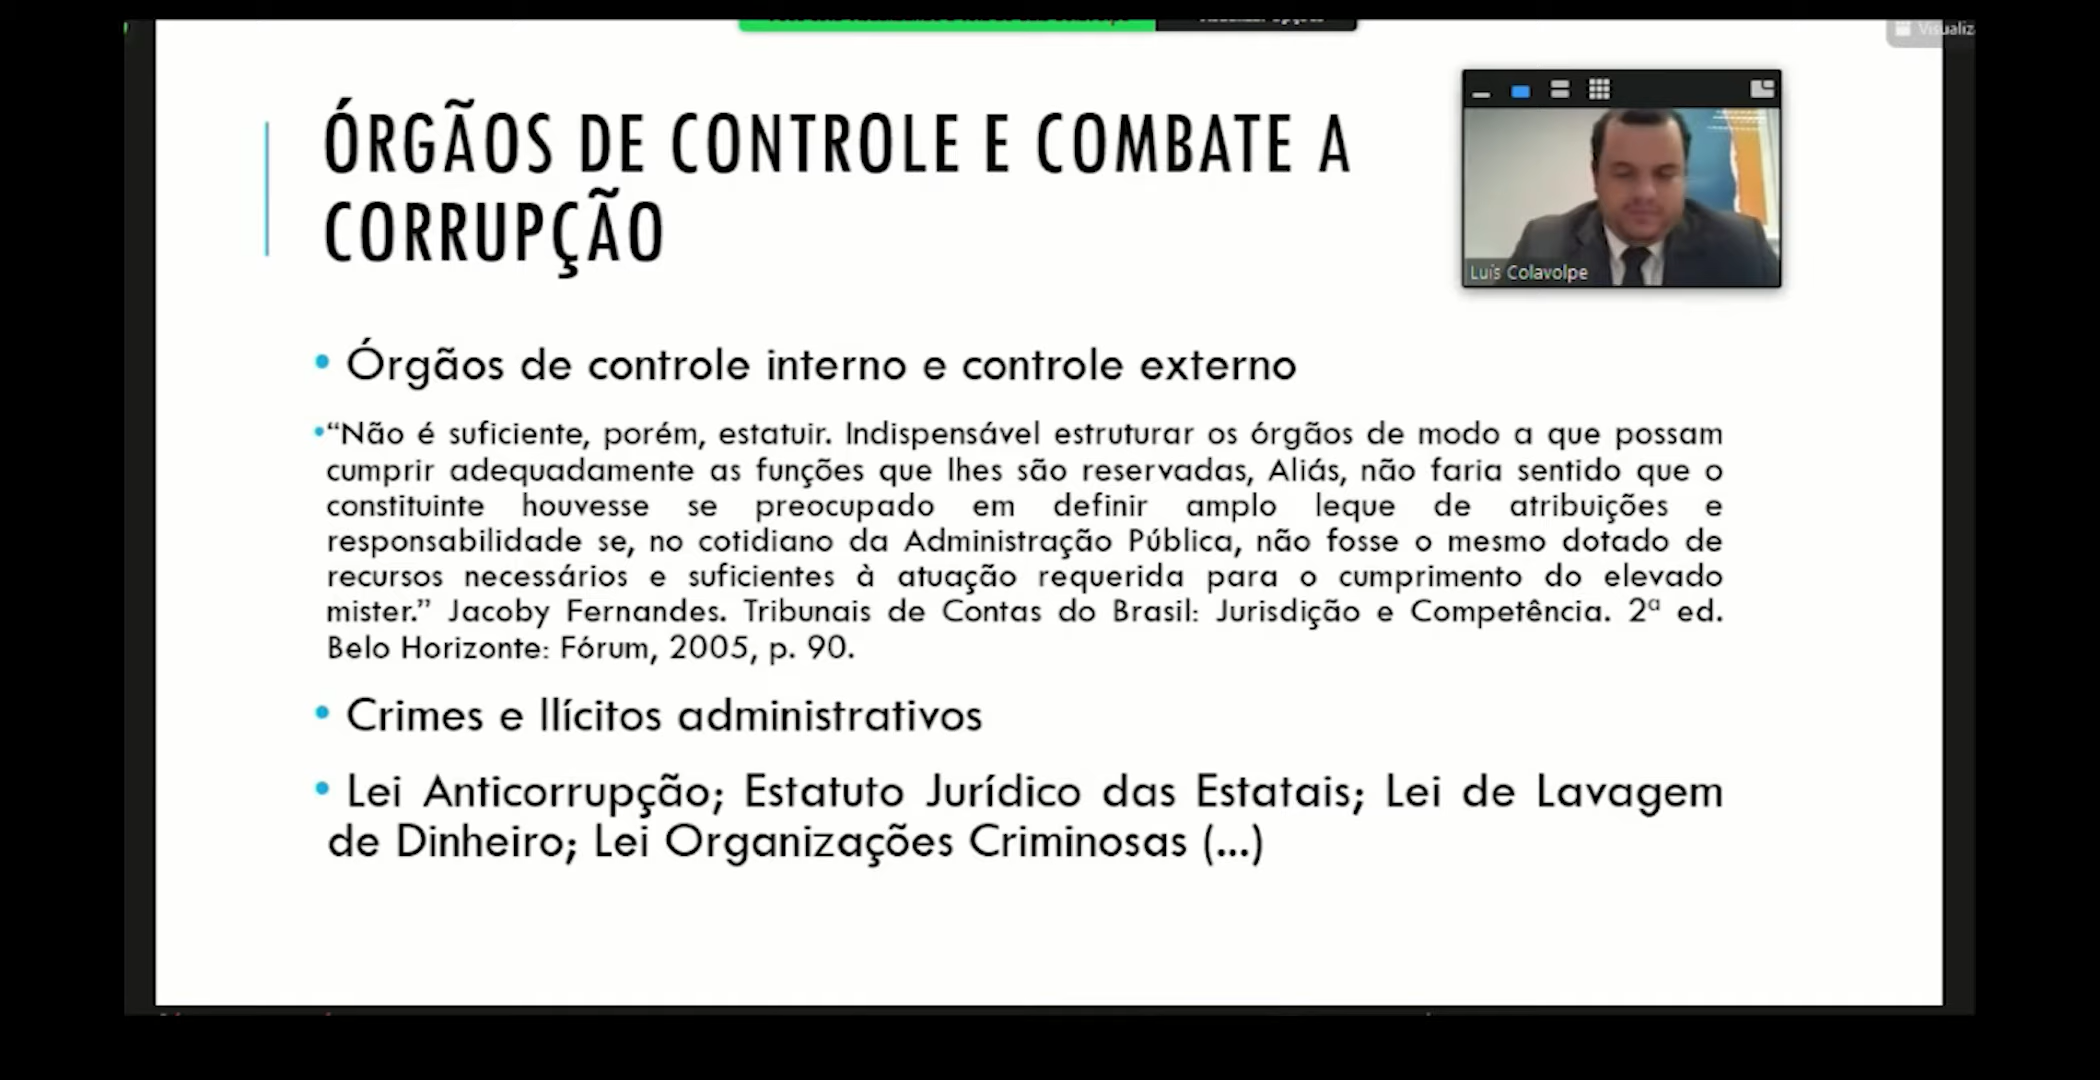 Visualiz
ÓRGÃOS DE CONTROLE E COMBATE A
CORRUPÇÃO
Luís Colavolpe
• Órgãos de controle interno e controle externo
•“Não é suficiente, porém, estatuir. Indispensável estruturar os órgãos de modo a que possam
cumprir adequadamente as funções que lhes são reservadas, Aliás, não faria sentido que o
constituinte houvesse se preocupado em definir amplo leque de atribuições e
responsabilidade se, no cotidiano da Administração Pública, não fosse o mesmo dotado de
recursos necessários e suficientes à atuação requerida para o cumprimento do elevado
mister.” Jacoby Fernandes. Tribunais de Contas do Brasil: Jurisdição e Competência. 2ª ed.
Belo Horizonte: Fórum, 2005, p. 90.
• Crimes e Ilícitos administrativos
• Lei Anticorrupção; Estatuto Jurídico das Estatais; Lei de Lavagem
de Dinheiro; Lei Organizações Criminosas (...)